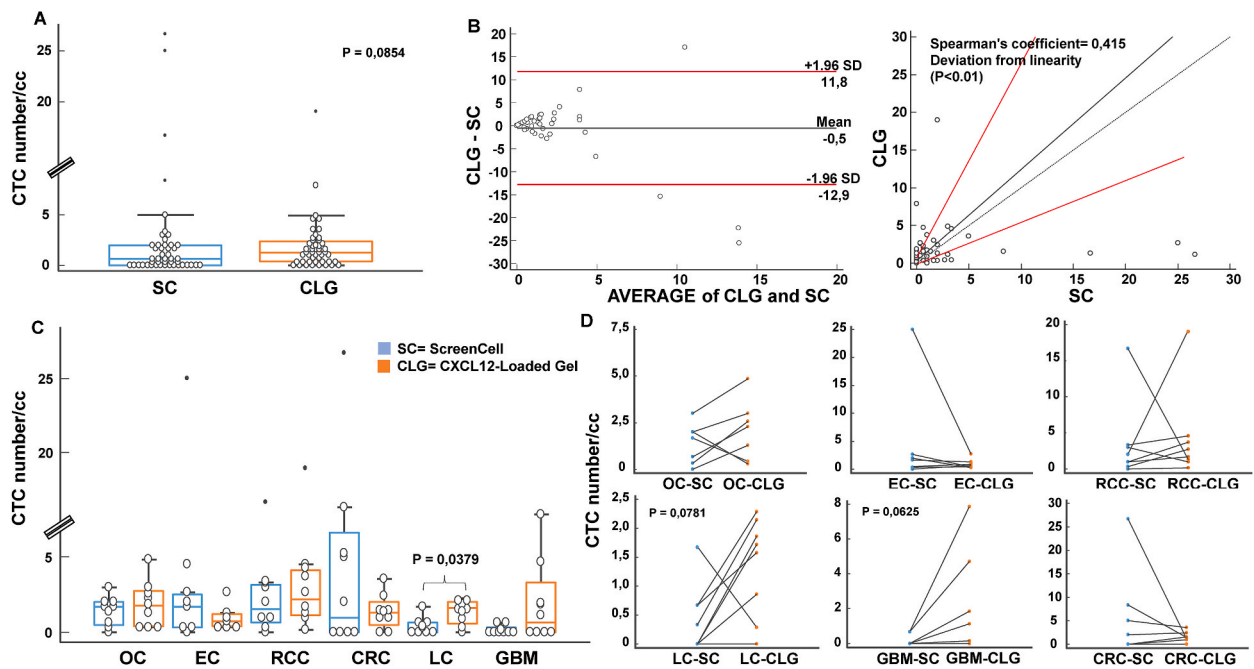 A
P = 0,0854
CTC number/cc
25
20
5
0
SC
CLG
B
CLG - SC
20
15
10
5
0
-5
-10
-15
-20
-25
-30
+1.96 SD
11,8
Mean
-0,5
-1.96 SD
-12,9
0
5
10
15
20
AVERAGE of CLG and SC
Spearman's coefficient= 0,415
Deviation from linearity
(P<0.01)
CLG
30
25
20
15
10
5
0
0
5
10
15
20
25
30
SC
C
SC= ScreenCell
CLG= CXCL12-Loaded Gel
CTC number/cc
25
5
0
P = 0,0379
OC
EC
RCC
CRC
LC
GBM
D
CTC number/cc
7,5
5,0
2,5
0
OC-SC
OC-CLG
25
20
15
10
5
0
EC-SC
EC-CLG
20
15
10
5
0
RCC-SC
RCC-CLG
P = 0,0781
2,5
2,0
1,5
1,0
0,5
0
LC-SC
LC-CLG
P = 0,0625
8
6
4
2
0
GBM-SC
GBM-CLG
30
25
20
15
10
5
0
CRC-SC
CRC-CLG